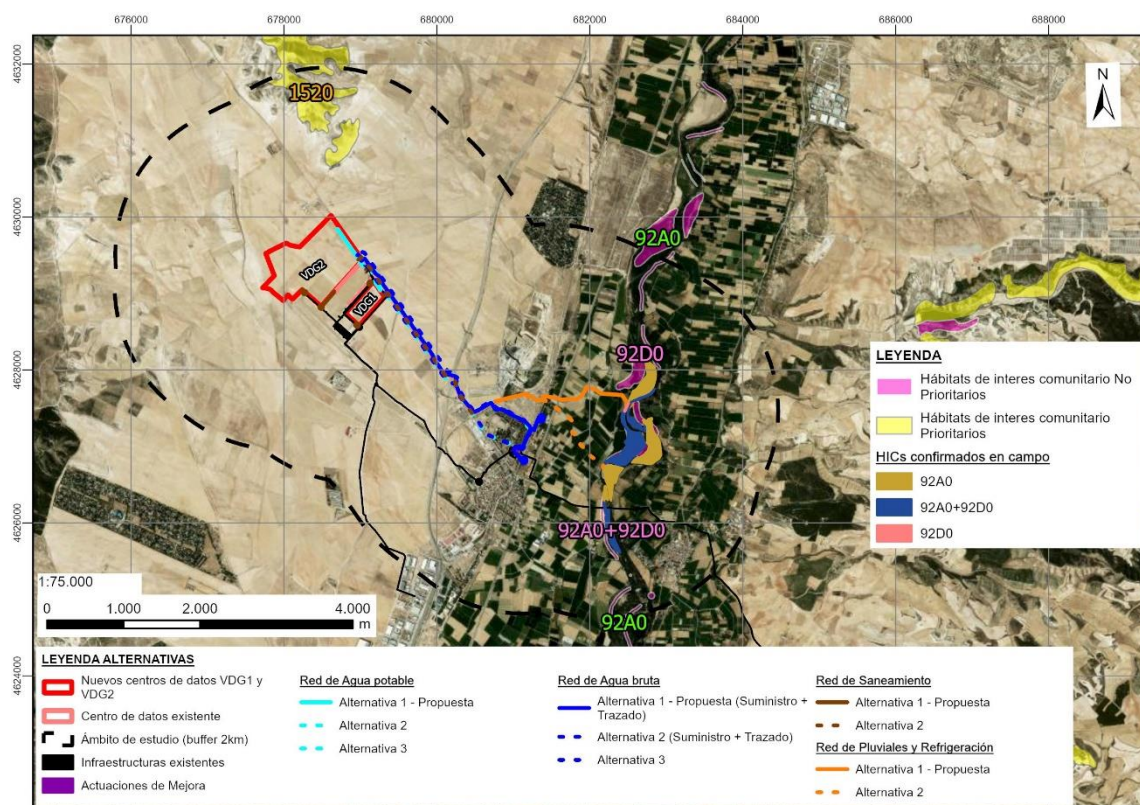 676000 678000 680000 682000 684000 686000 688000
4632000
4630000
4628000
4626000
4624000
N
1520
92A0
VDG2
VDG1
92D0
92A0+92D0
92A0
LEYENDA
Hábitats de interes comunitario No
Prioritarios
Hábitats de interes comunitario
Prioritarios
HICs confirmados en campo
92A0
92A0+92D0
92D0
1:75.000
0 1.000 2.000 4.000
m
LEYENDA ALTERNATIVAS
Nuevos centros de datos VDG1 y
VDG2
Centro de datos existente
Ámbito de estudio (buffer 2km)
Infraestructuras existentes
Actuaciones de Mejora
Red de Agua potable
Alternativa 1 - Propuesta
Alternativa 2
Alternativa 3
Red de Agua bruta
Alternativa 1 - Propuesta (Suministro +
Trazado)
Alternativa 2 (Suministro + Trazado)
Alternativa 3
Red de Saneamiento
Alternativa 1 - Propuesta
Alternativa 2
Red de Pluviales y Refrigeración
Alternativa 1 - Propuesta
Alternativa 2